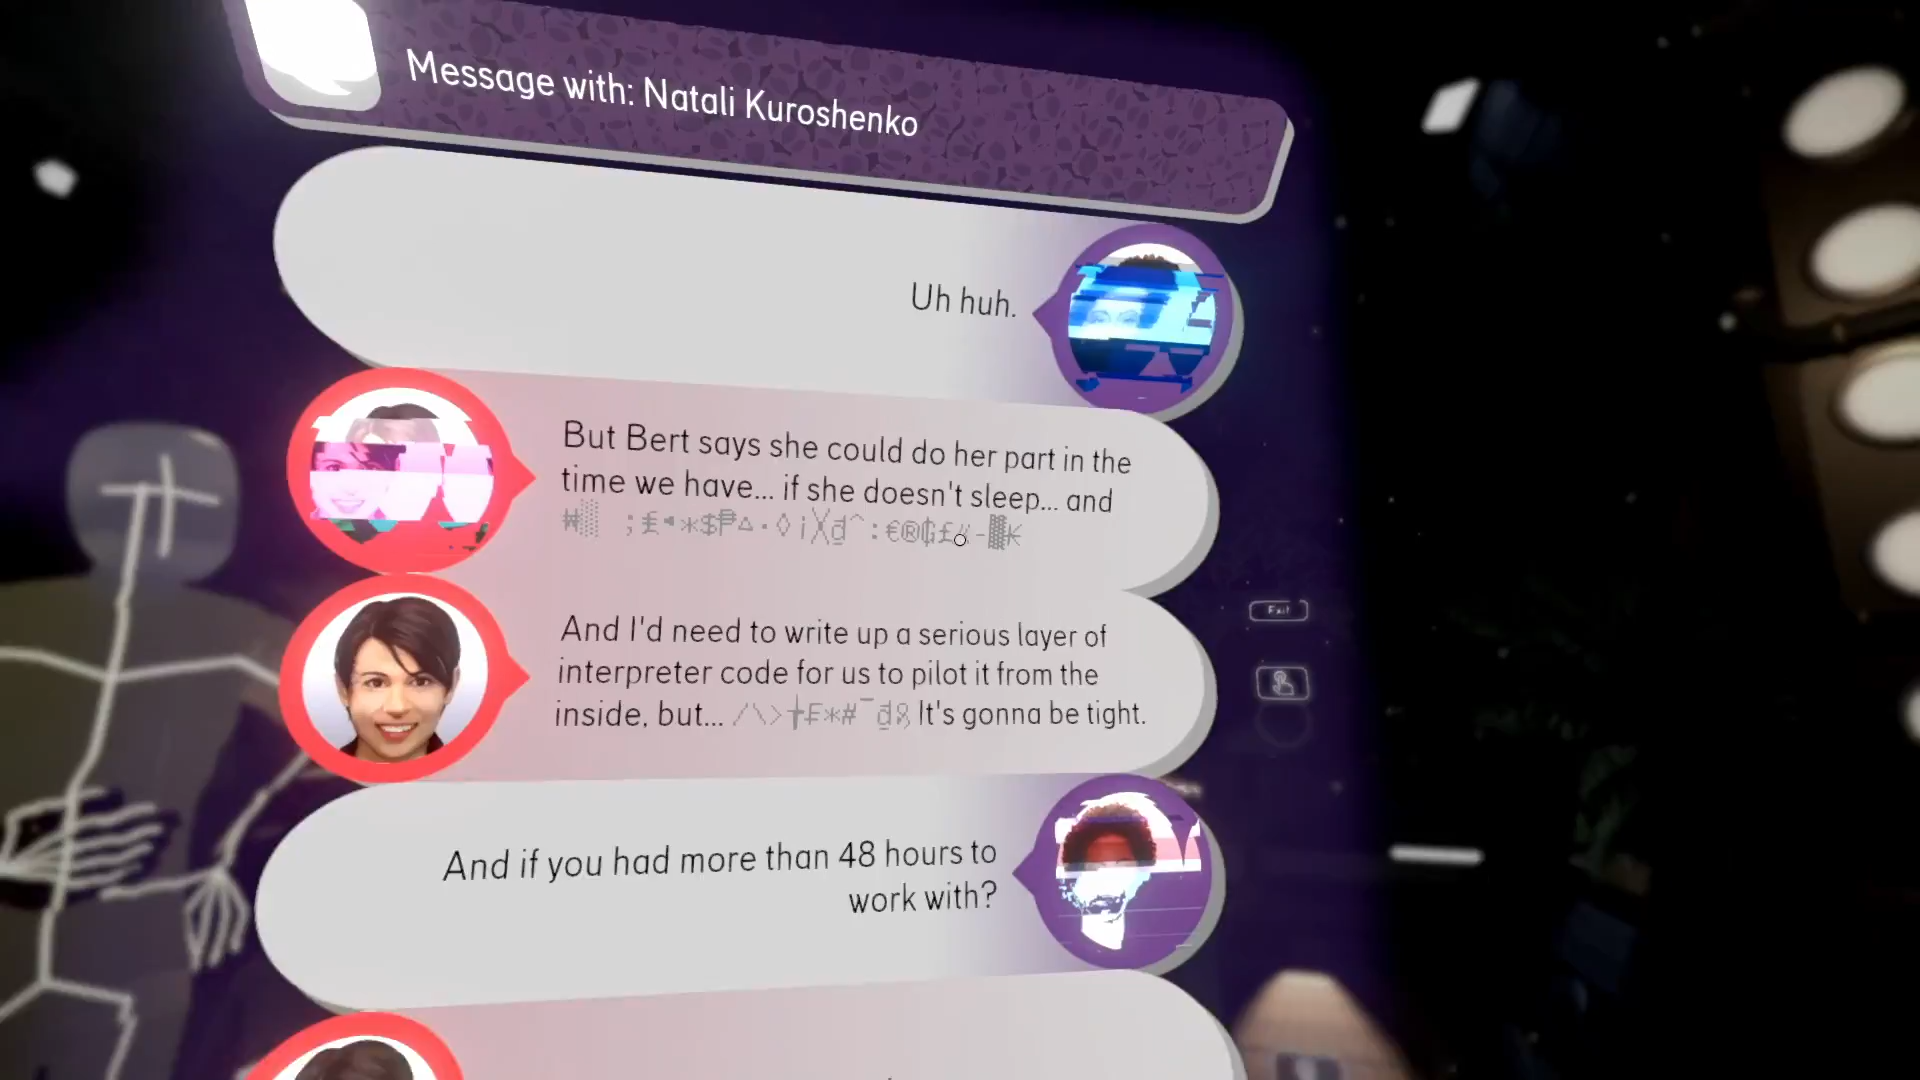 Message with: Natali Kuroshenko
Uh huh.
But Bert says she could do her part in the
time we have... if she doesn't sleep... and
And I'd need to write up a serious layer of
interpreter code for us to pilot it from the
inside, but... It's gonna be tight.
Exit
And if you had more than 48 hours to
work with?